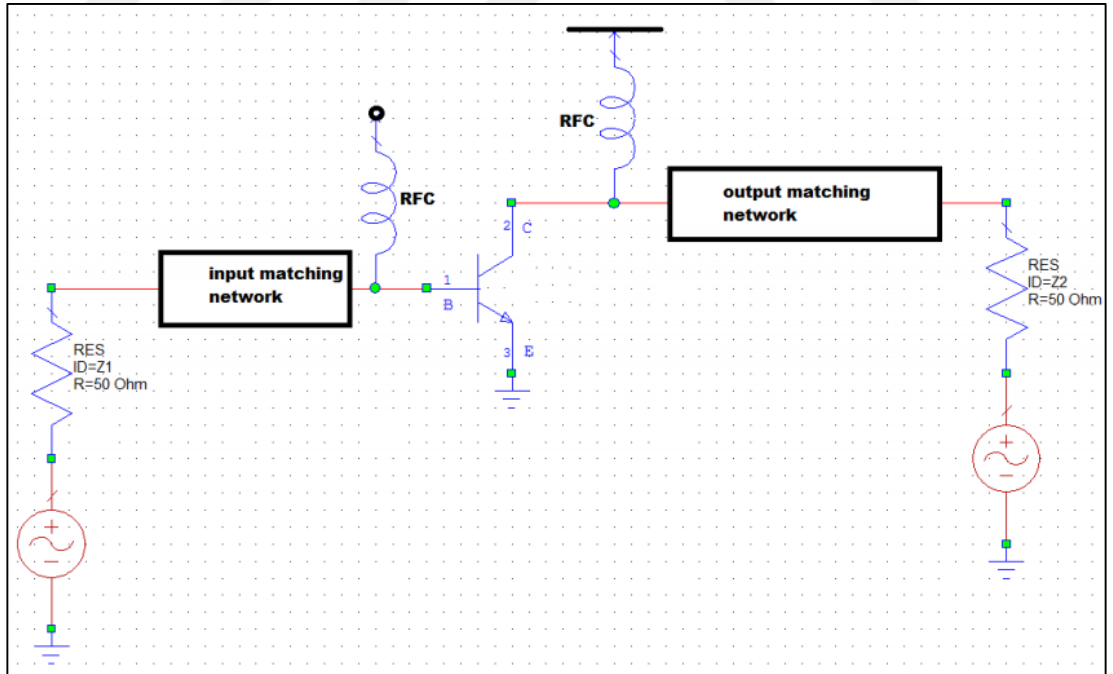 RFC
RFC
output matching
network
2
C
input matching
network
1
B
RES
ID=Z2
R=50 Ohm
3
E
RES
ID=Z1
R=50 Ohm